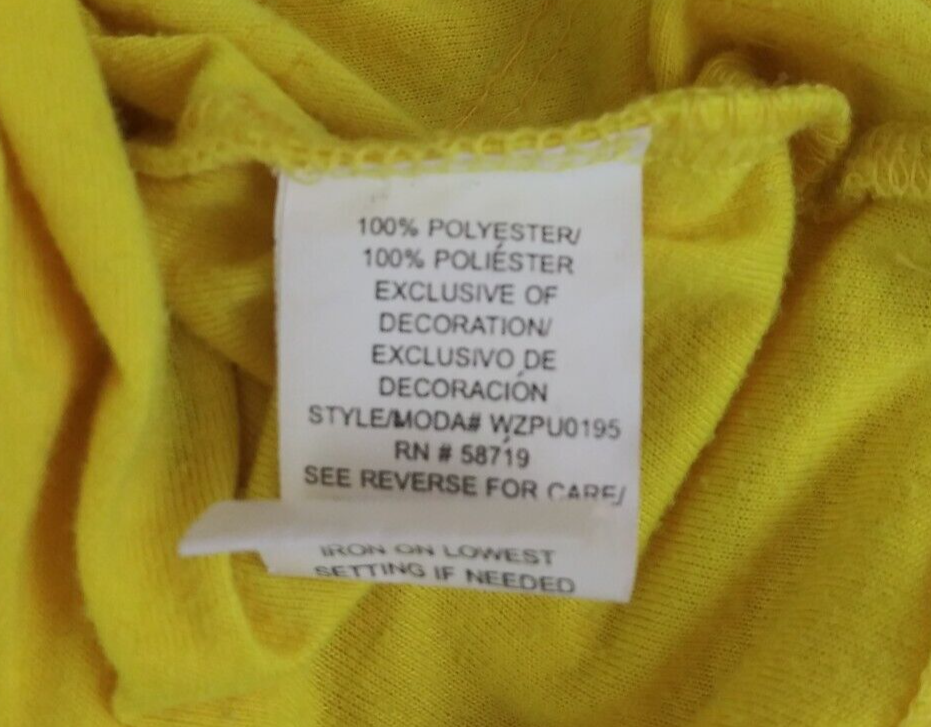 100% POLYESTER/
100% POLIÉSTER
EXCLUSIVE OF
DECORATION/
EXCLUSIVO DE
DECORACIÓN
STYLE/MODA# WZPU0195
RN # 58719
SEE REVERSE FOR CARE/
IRON ON LOWEST
SETTING IF NEEDED